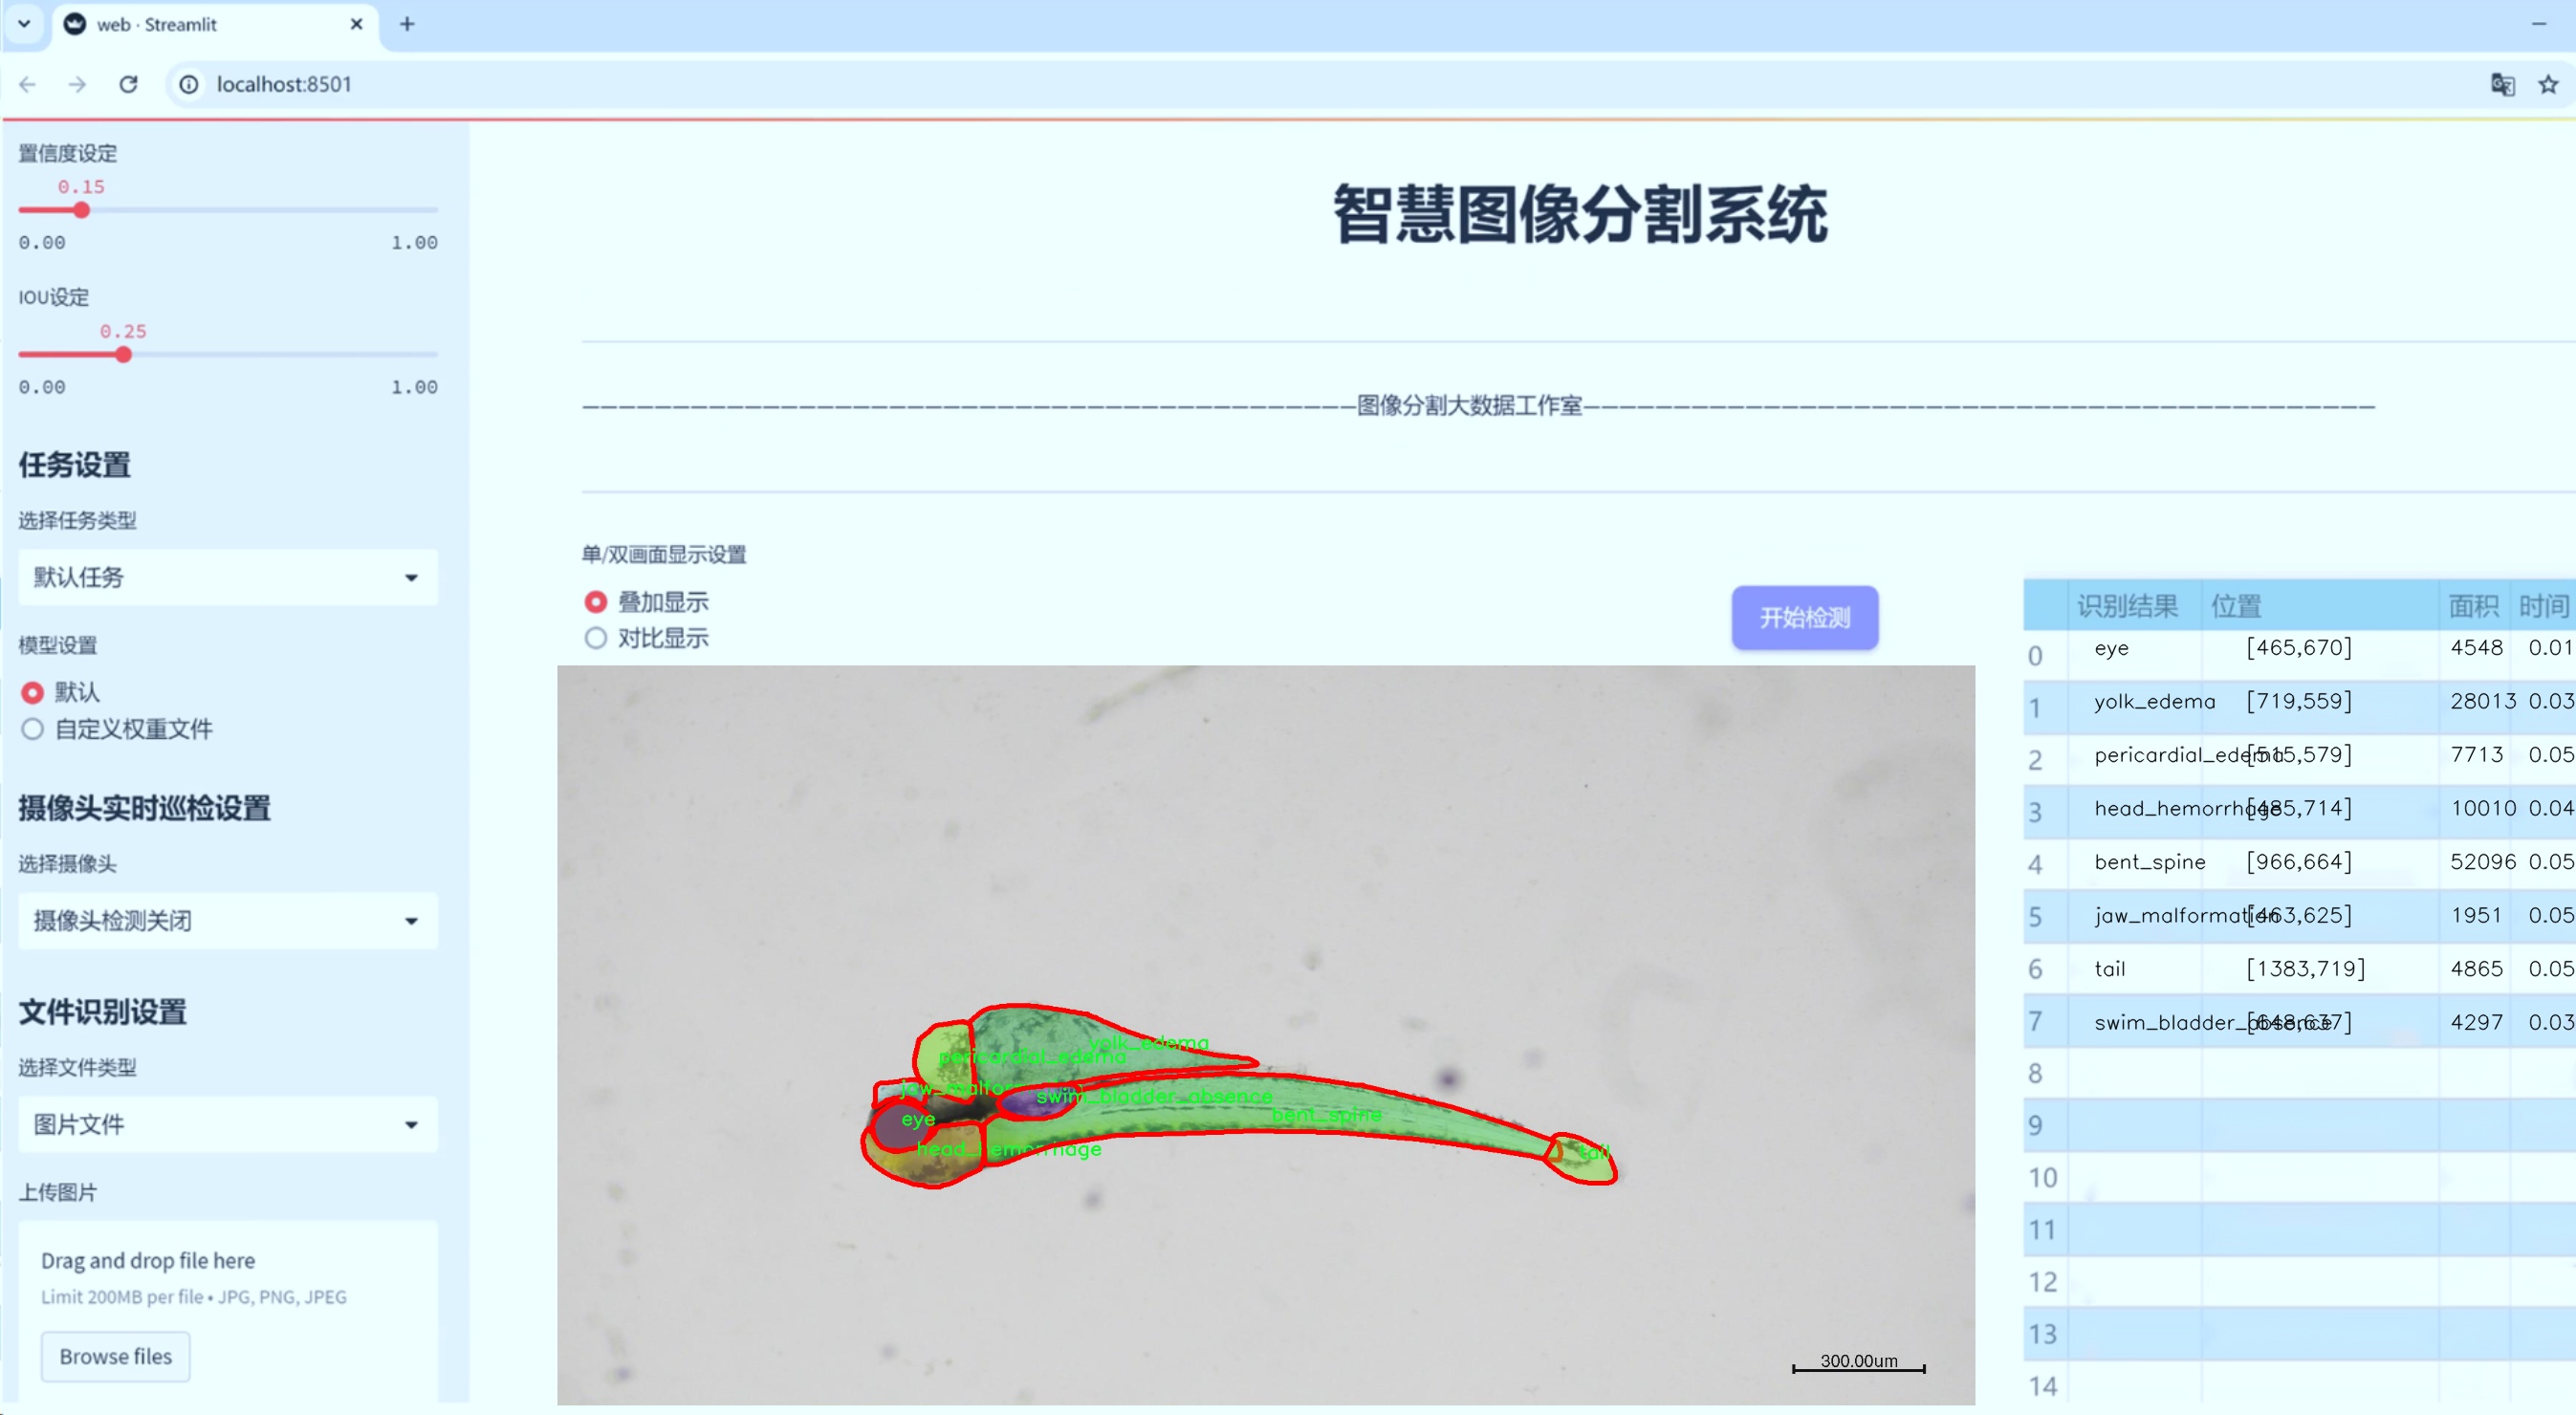 web · Streamlit
localhost:8501
置信度设定
0.15
0.00 1.00
IOU设定
0.25
0.00 1.00
任务设置
选择任务类型
默认任务
模型设置
默认
自定义权重文件
摄像头实时巡检设置
选择摄像头
摄像头检测关闭
文件识别设置
选择文件类型
图片文件
上传图片
Drag and drop file here
Limit 200MB per file • JPG, PNG, JPEG
Browse files
智慧图像分割系统
———图像分割大数据工作室———
单/双画面显示设置
叠加显示
对比显示
开始检测
yolk_edema
pericardial_edema
jaw_malfor
swim_bladder_absence
bent_spine
eye
head_hemorrhage
tail
300.00um
识别结果 位置 面积 时间
0 eye [465,670] 4548 0.01
1 yolk_edema [719,559] 28013 0.03
2 pericardial_edema [515,579] 7713 0.05
3 head_hemorrhage [485,714] 10010 0.04
4 bent_spine [966,664] 52096 0.05
5 jaw_malformation [463,625] 1951 0.05
6 tail [1383,719] 4865 0.05
7 swim_bladder_absence [648,637] 4297 0.03
8
9
10
11
12
13
14